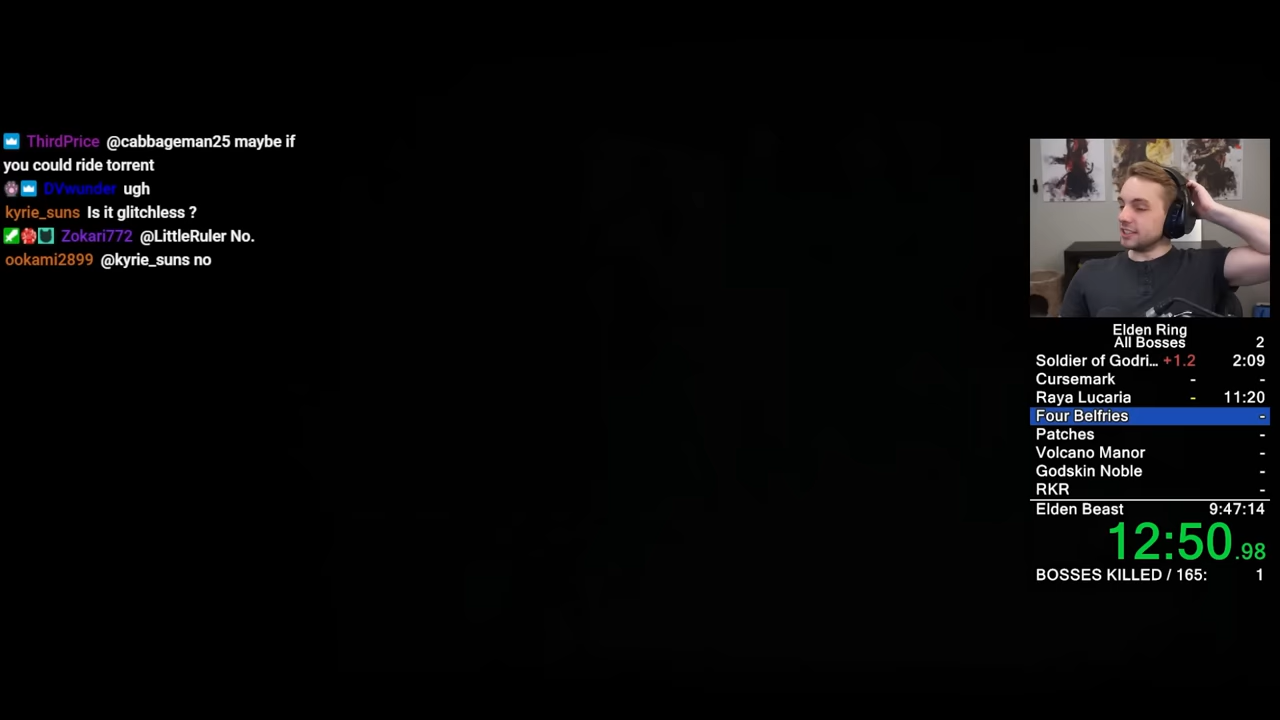 ThirdPrice @cabbageman25 maybe if
you could ride torrent
DVwunder ugh
kyrie_suns Is it glitchless ?
Zokari772 @LittleRuler No.
ookami2899 @kyrie_suns no
Elden Ring
All Bosses 2
Soldier of Godri... +1.2 2:09
Cursemark - -
Raya Lucaria - 11:20
Four Belfries -
Patches -
Volcano Manor -
Godskin Noble -
RKR -
Elden Beast 9:47:14
12:50.98
BOSSES KILLED / 165: 1